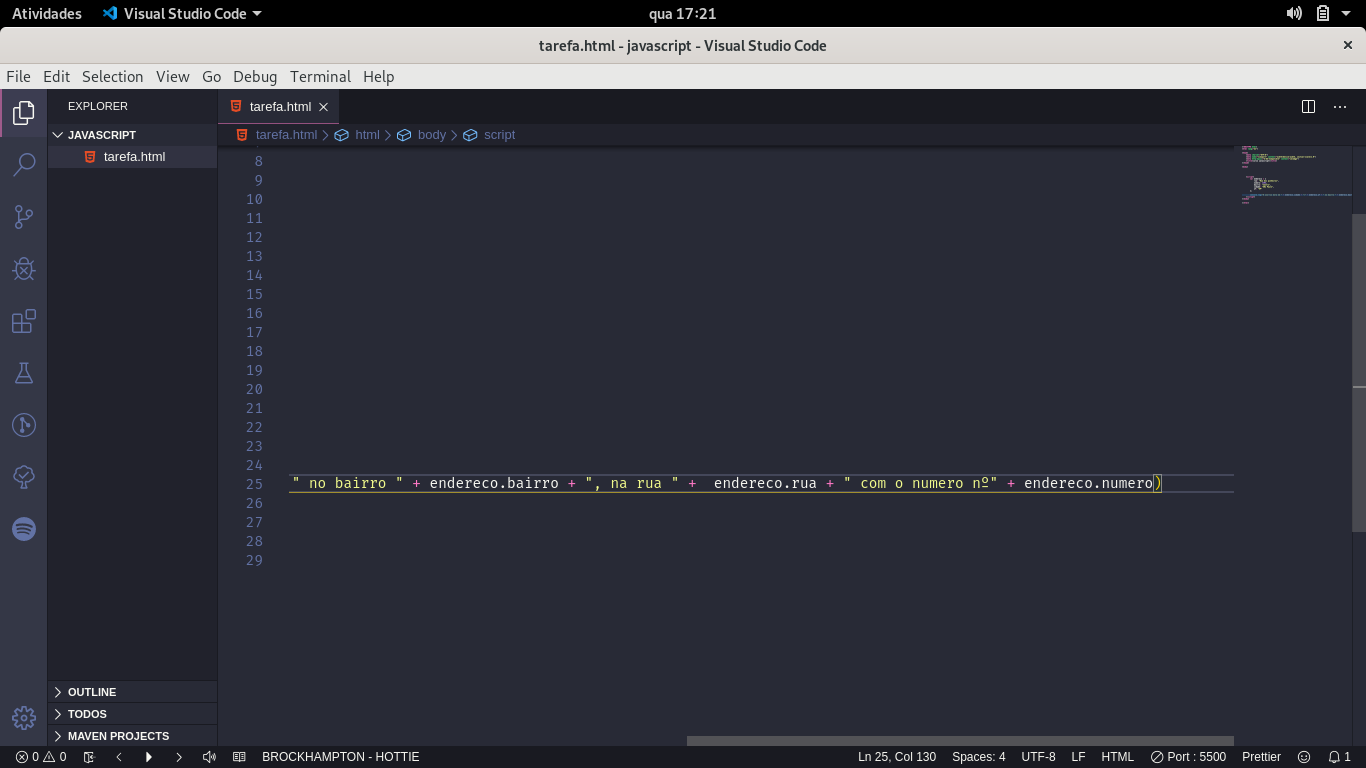 Atividades Visual Studio Code qua 17:21
tarefa.html - javascript - Visual Studio Code ×
File Edit Selection View Go Debug Terminal Help
EXPLORER
JAVASCRIPT
tarefa.html
OUTLINE
TODOS
MAVEN PROJECTS
tarefa.html ×
tarefa.html > html > body > script
8
9
10
11
12
13
14
15
16
17
18
19
20
21
22
23
24
25 " no bairro " + endereco.bairro + ", na rua " +  endereco.rua + " com o numero nº" + endereco.numero)
26
27
28
29
0 0 BROCKHAMPTON - HOTTIE Ln 25, Col 130 Spaces: 4 UTF-8 LF HTML Port : 5500 Prettier 1